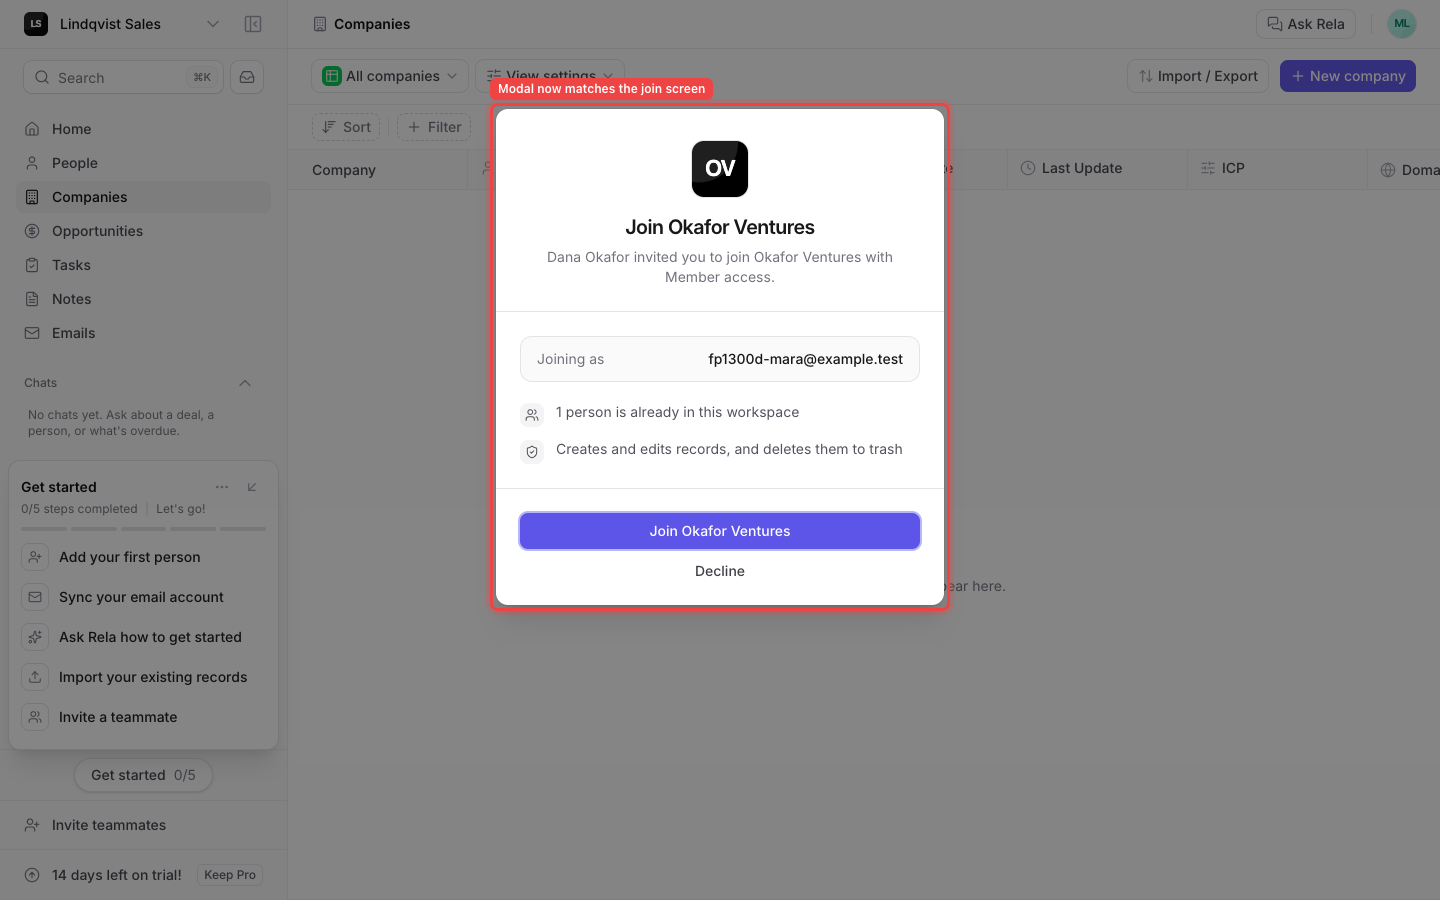 LS Lindqvist Sales
Search ⌘K
Home
People
Companies
Opportunities
Tasks
Notes
Emails
Chats
No chats yet. Ask about a deal, a
person, or what's overdue.
Get started
0/5 steps completed Let's go!
Add your first person
Sync your email account
Ask Rela how to get started
Import your existing records
Invite a teammate
Get started 0/5
Invite teammates
14 days left on trial! Keep Pro
Companies
Ask Rela ML
All companies View settings
Import / Export + New company
Sort + Filter
Company Last Update ICP
Modal now matches the join screen
OV
Join Okafor Ventures
Dana Okafor invited you to join Okafor Ventures with
Member access.
Joining as fp1300d-mara@example.test
1 person is already in this workspace
Creates and edits records, and deletes them to trash
Join Okafor Ventures
Decline
here.